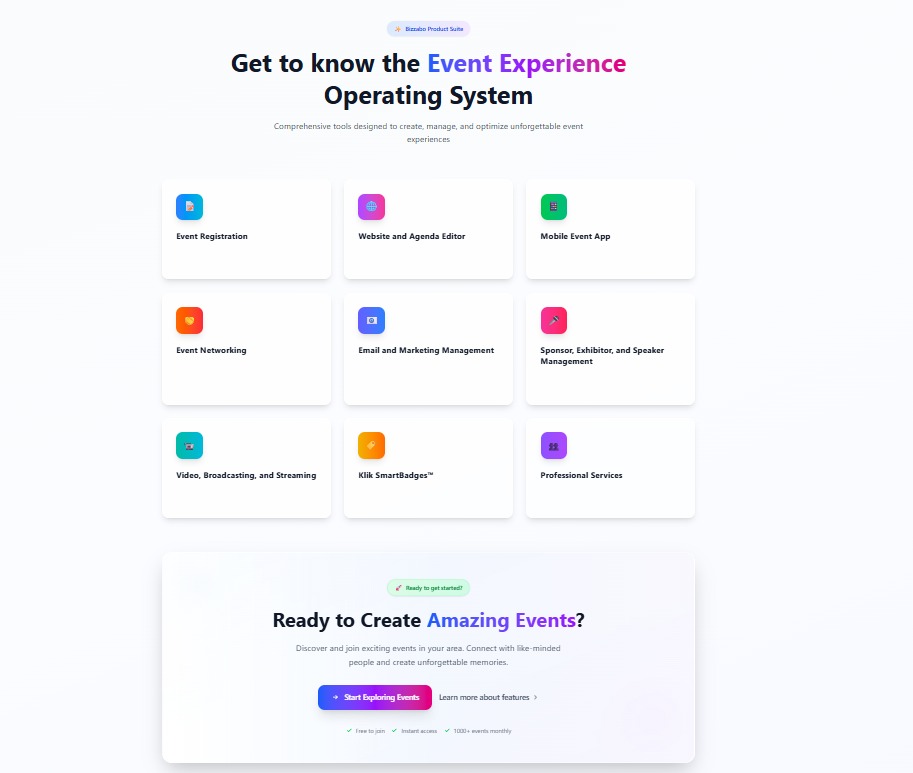 Bizzabo Product Suite
Get to know the Event Experience
Operating System
Comprehensive tools designed to create, manage, and optimize unforgettable event
experiences
Event Registration
Website and Agenda Editor
Mobile Event App
Event Networking
Email and Marketing Management
Sponsor, Exhibitor, and Speaker
Management
Video, Broadcasting, and Streaming
Klik SmartBadges™
Professional Services
Ready to get started?
Ready to Create Amazing Events?
Discover and join exciting events in your area. Connect with like-minded
people and create unforgettable memories.
Start Exploring Events
Learn more about features
Free to join
Instant access
1000+ events monthly